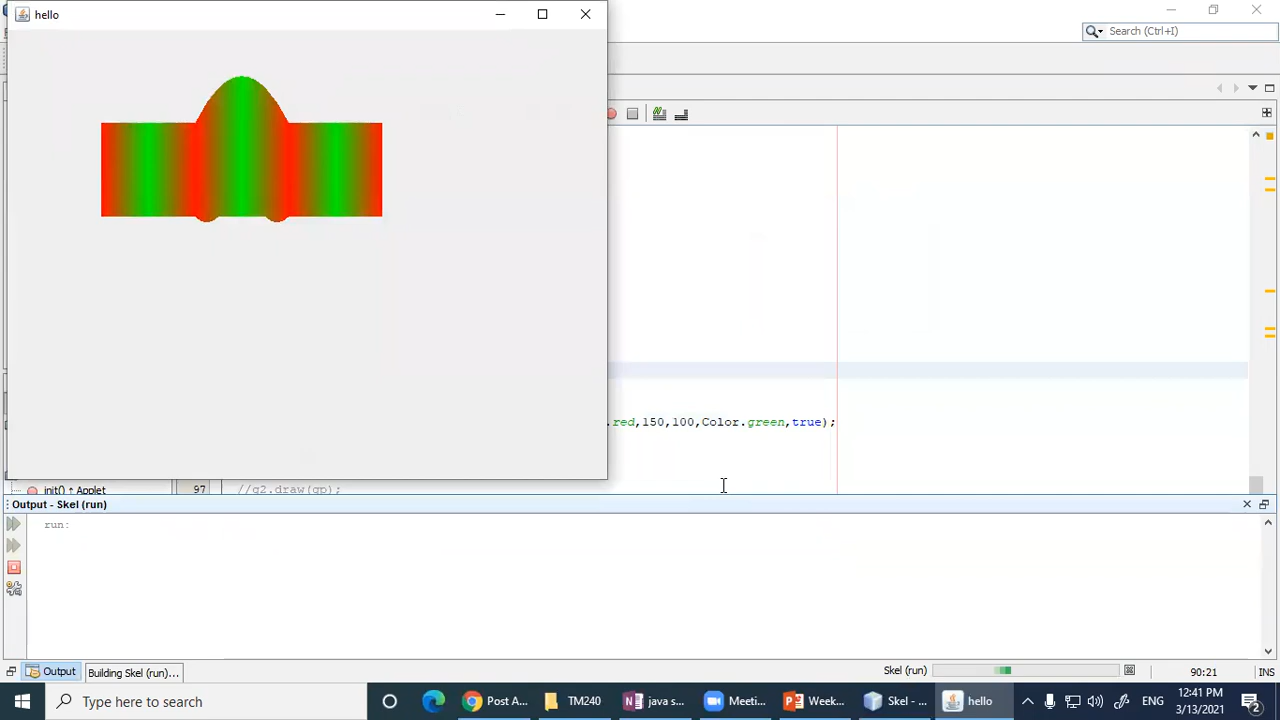 hello
Search (Ctrl+I)
.red,150,100,Color.green,true);
init() ↑ Applet
97
//g2.draw(gp);
Output - Skel (run)
run:
Output
Building Skel (run)...
Skel (run)
90:21
INS
Type here to search
Post A...
TM240
java s...
Meeti...
Week...
Skel - ...
hello
ENG
12:41 PM
3/13/2021
2